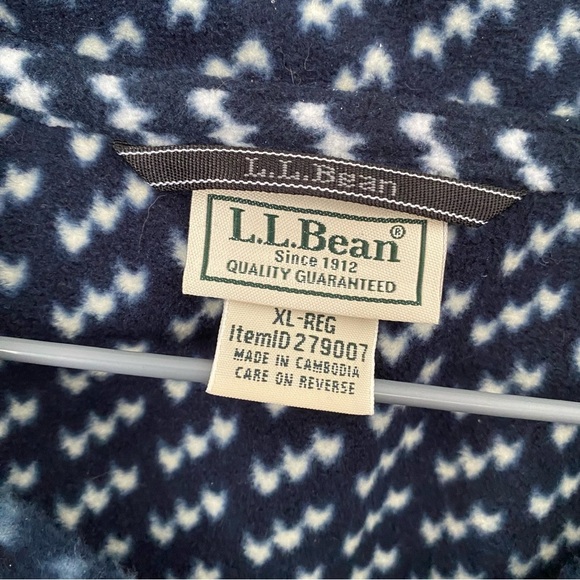 L.L.Bean
L.L.Bean®
Since 1912
QUALITY GUARANTEED
XL-REG
ItemID 279007
MADE IN CAMBODIA
CARE ON REVERSE